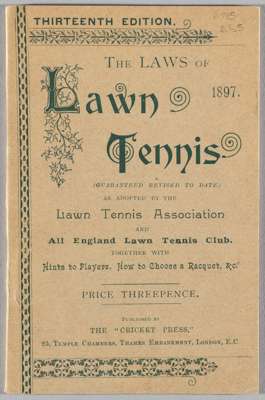 THIRTEENTH EDITION.
THE LAWS OF
Lawn
1897.
Tennis
(GUARANTEED REVISED TO DATE)
AS ADOPTED BY THE
Lawn Tennis Association
AND
All England Lawn Tennis Club.
TOGETHER WITH
Hints to Players, How to Choose a Racquet, &c.
PRICE THREEPENCE.
PUBLISHED BY
THE "CRICKET PRESS,"
25, TEMPLE CHAMBERS, THAMES EMBANKMENT, LONDON, E.C